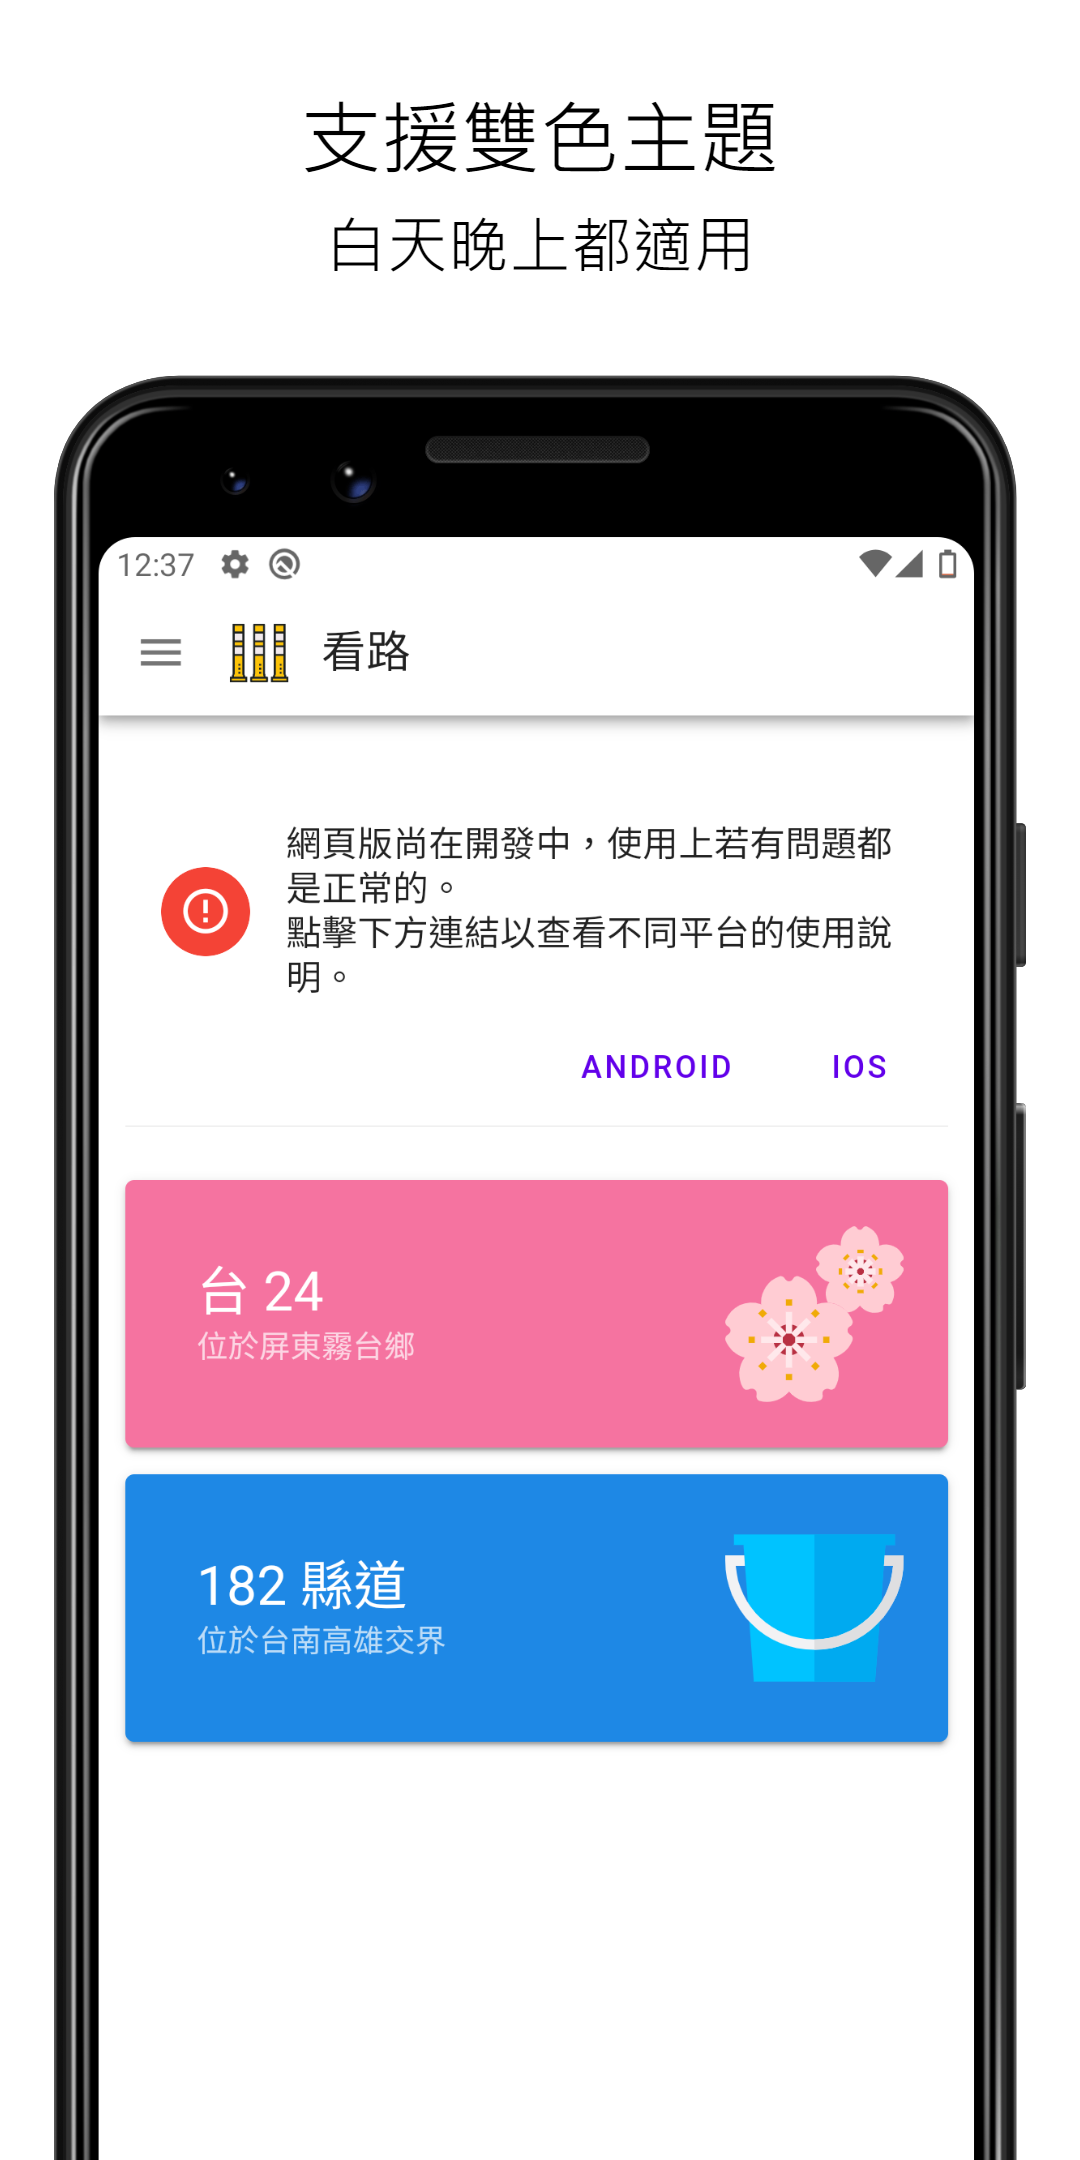 支援雙色主題
白天晚上都適用
12:37
看路
網頁版尚在開發中，使用上若有問題都
是正常的。
點擊下方連結以查看不同平台的使用說
明。
ANDROID IOS
台 24
位於屏東霧台鄉
182 縣道
位於台南高雄交界